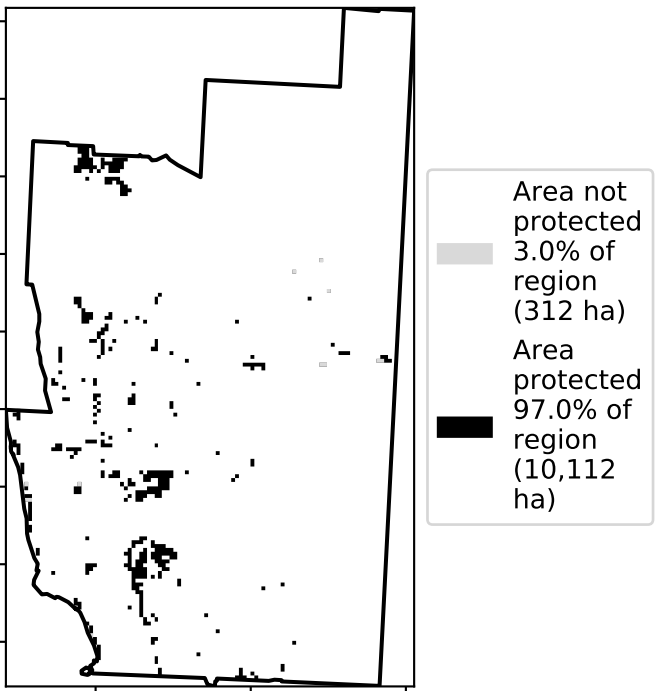 Area not
protected
3.0% of
region
(312 ha)
Area
protected
97.0% of
region
(10,112
ha)